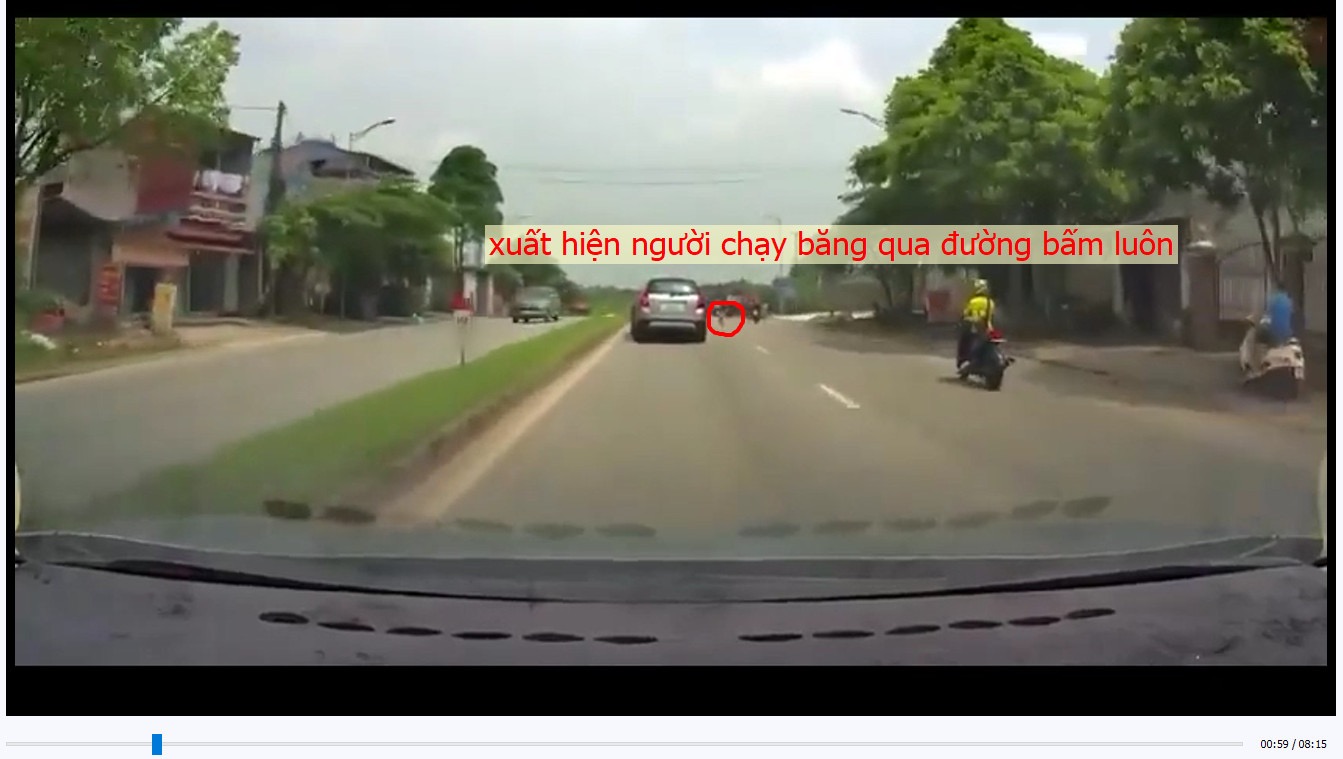 xuất hiện người chạy băng qua đường bấm luôn
00:59 / 08:15